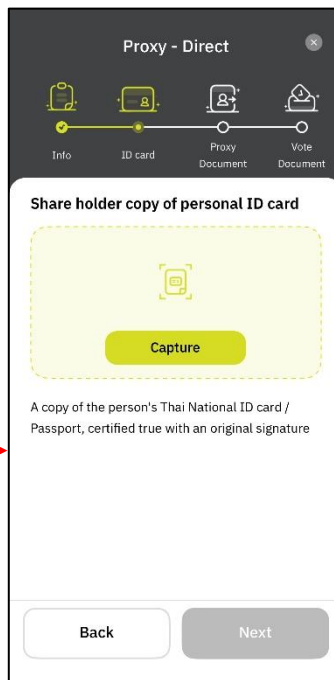 Proxy - Direct
Info
ID card
Proxy
Document
Vote
Document
Share holder copy of personal ID card
Capture
A copy of the person's Thai National ID card /
Passport, certified true with an original signature
Back
Next